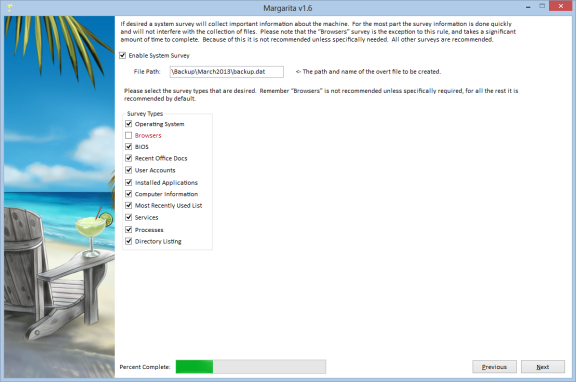 Margarita v1.6
If desired a system survey will collect important information about the machine. For the most part the survey information is done quickly
and will not interfere with the collection of files. Please note that the "Browsers" survey is the exception to this rule, and takes a significant
amount of time to complete. Because of this it is not recommended unless specifically needed. All other surveys are recommended.
Enable System Survey
File Path: \Backup\March2013\backup.dat <- The path and name of the overt file to be created.
Please select the survey types that are desired. Remember "Browsers" is not recommended unless specifically required, for all the rest it is
recommended by default.
Survey Types
Operating System
Browsers
BIOS
Recent Office Docs
User Accounts
Installed Applications
Computer Information
Most Recently Used List
Services
Processes
Directory Listing
Percent Complete: Previous Next